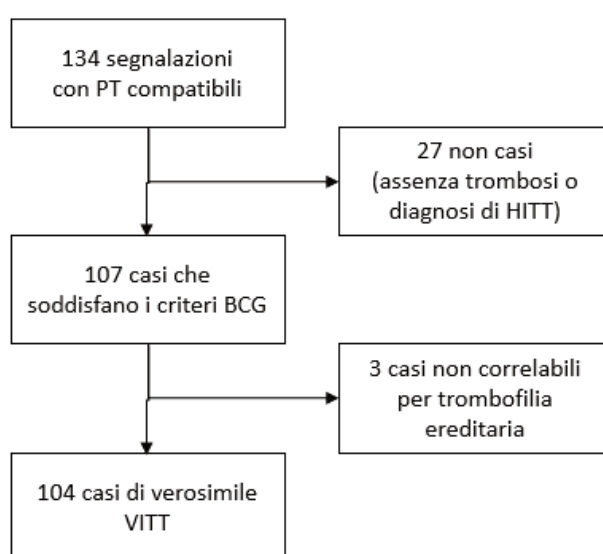 134 segnalazioni
con PT compatibili
27 non casi
(assenza trombosi o
diagnosi di HITT)
107 casi che
soddisfano i criteri BCG
3 casi non correlabili
per trombofilia
ereditaria
104 casi di verosimile
VITT